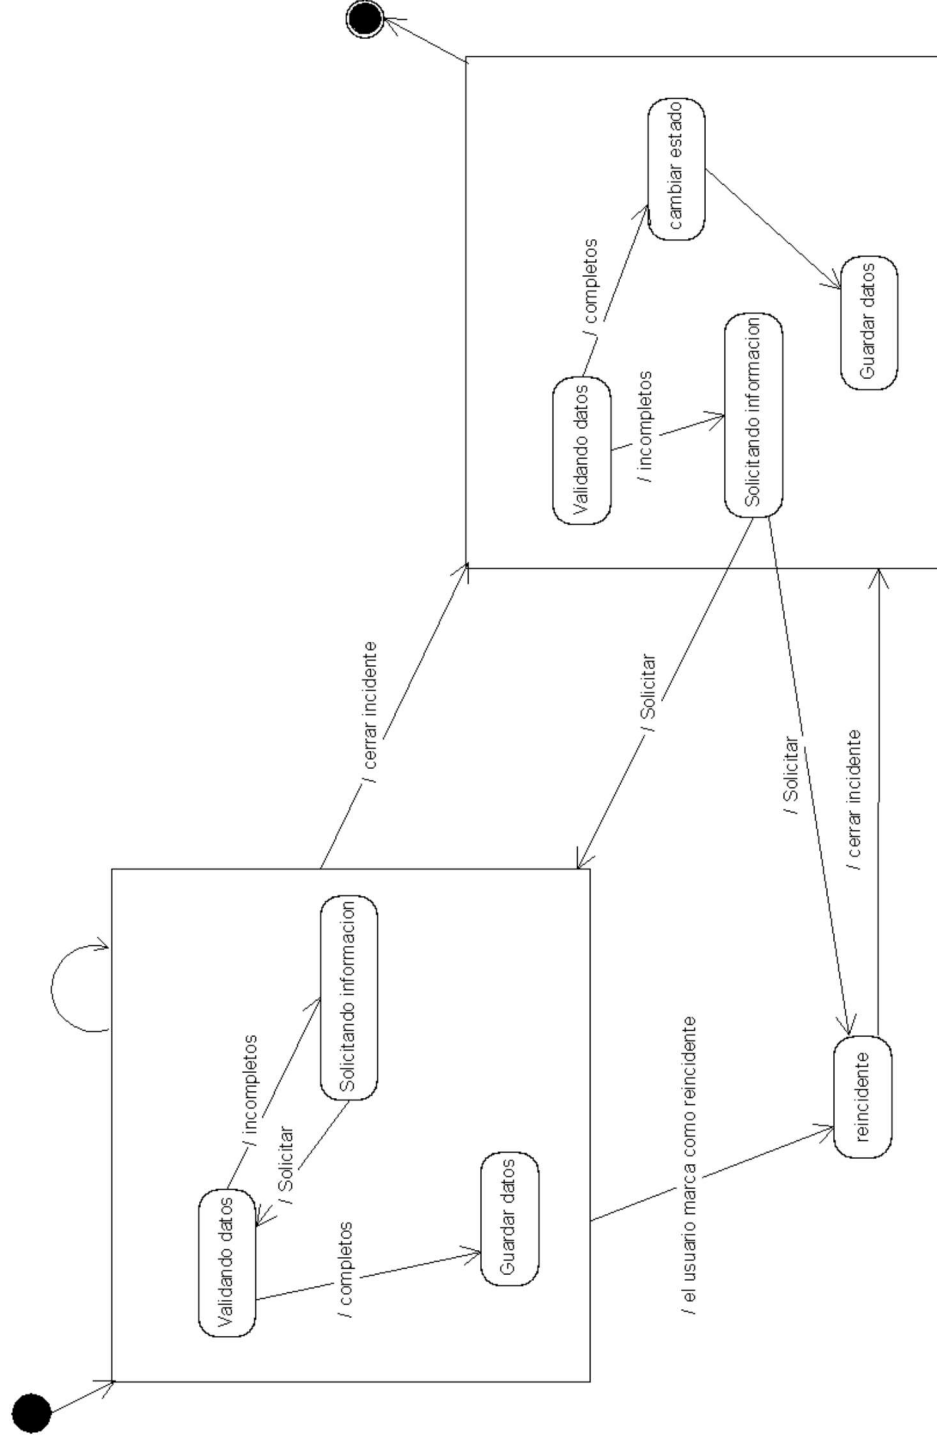 Validando datos
/ incompletos
/ Solicitar
Solicitando informacion
/ completos
Guardar datos
/ cerrar incidente
/ el usuario marca como reincidente
reincidente
/ Solicitar
/ Solicitar
/ cerrar incidente
Validando datos
/ completos
/ incompletos
Solicitando informacion
cambiar estado
Guardar datos